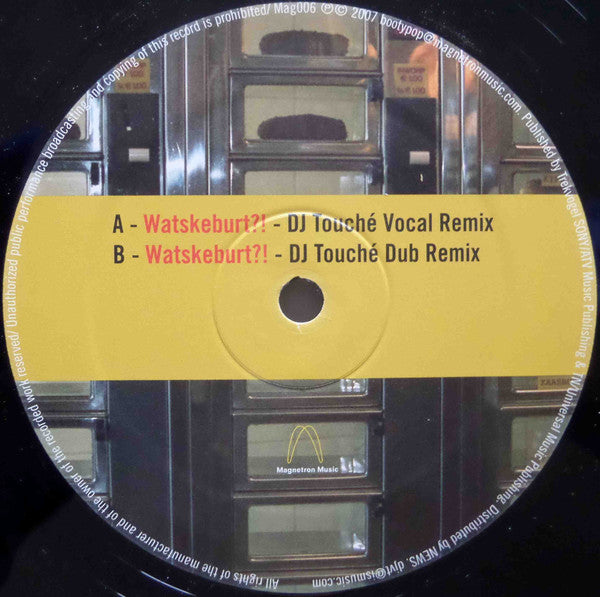 A - Watskeburt?! - DJ Touché Vocal Remix
B - Watskeburt?! - DJ Touché Dub Remix
Magnetron Music
All rights of the manufacturer and of the owner of the recorded work reserved/ Unauthorized public performance broadcasting and copying of this record is prohibited/ Mag006 ℗© 2007 bootypop@magnetronmusic.com. Published by Trekvogel SONY/ATV Music Publishing & TN/Universal Music Publishing. Distributed by NEWS. djvt@ismusic.com